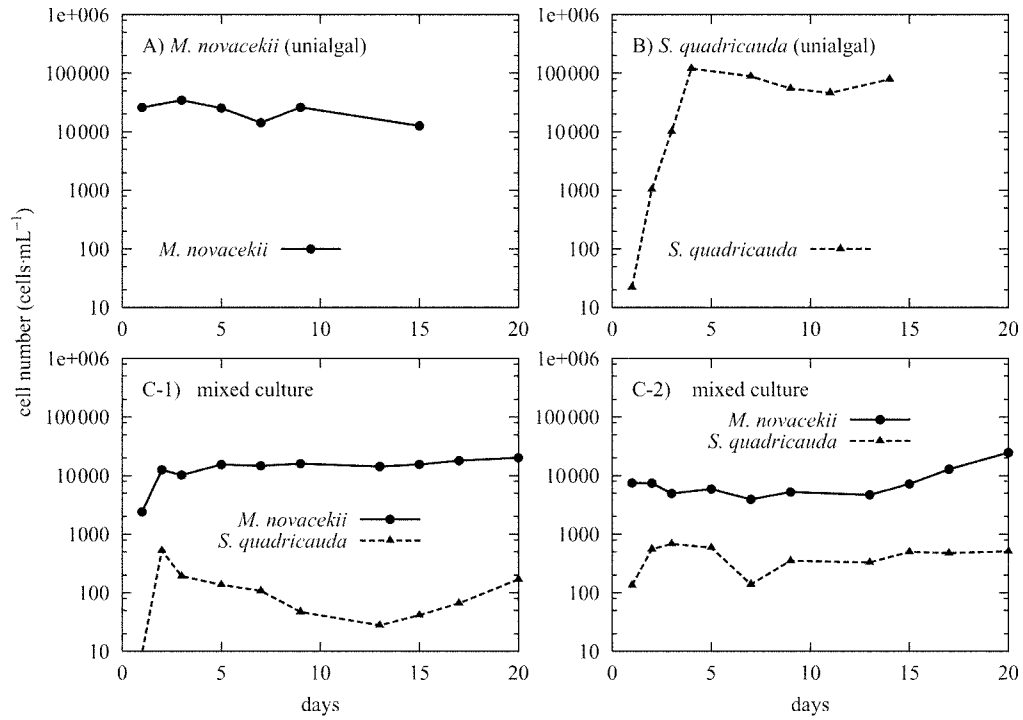 cell number (cells·mL⁻¹)
A) M. novacekii (unialgal)
1e+006
100000
10000
1000
100
10
M. novacekii
0
5
10
15
20
B) S. quadricauda (unialgal)
1e+006
100000
10000
1000
100
10
S. quadricauda
0
5
10
15
20
C-1) mixed culture
1e+006
100000
10000
1000
100
10
M. novacekii
S. quadricauda
0
5
10
15
20
days
C-2) mixed culture
1e+006
100000
10000
1000
100
10
M. novacekii
S. quadricauda
0
5
10
15
20
days